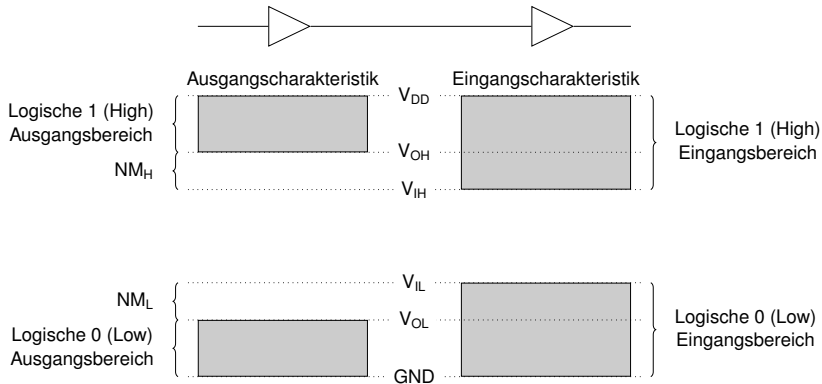 Ausgangscharakteristik
Eingangscharakteristik
V_DD
Logische 1 (High)
Ausgangsbereich
Logische 1 (High)
Eingangsbereich
V_OH
NM_H
V_IH
V_IL
NM_L
V_OL
Logische 0 (Low)
Ausgangsbereich
Logische 0 (Low)
Eingangsbereich
GND